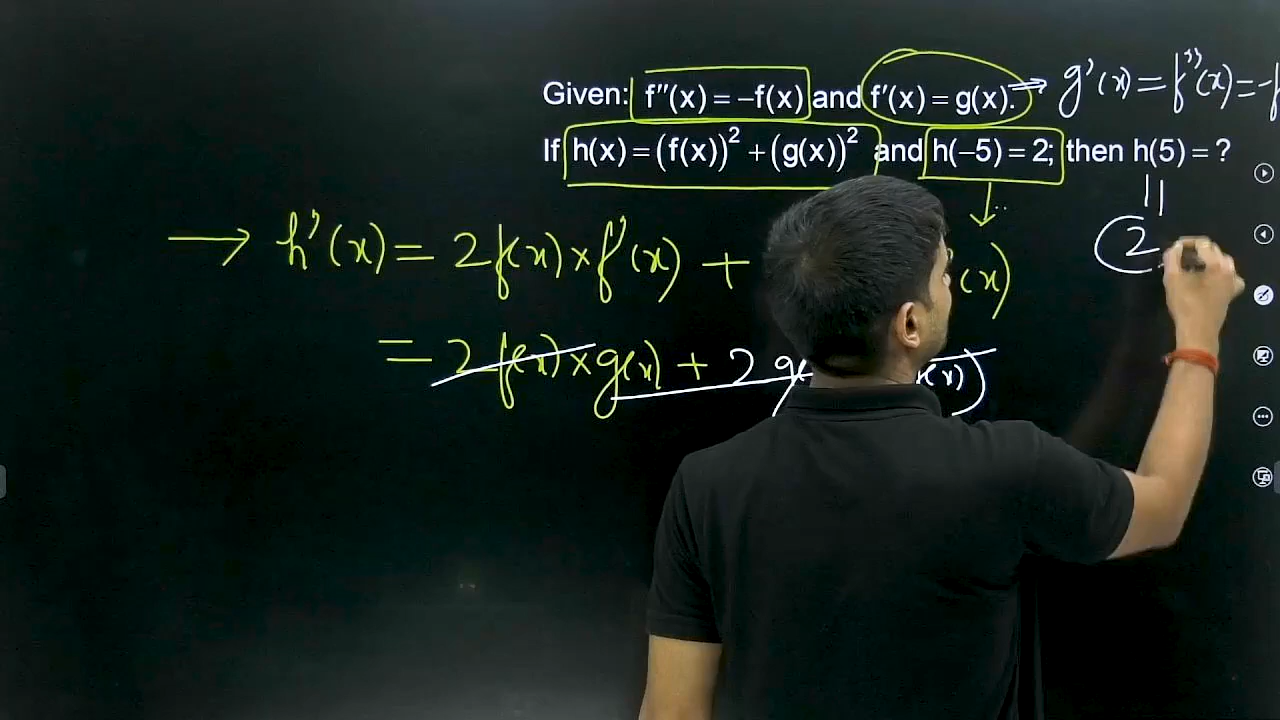 Given: f''(x) = –f(x) and f'(x) = g(x). ⇒ g'(x) = f''(x) = -f
If h(x) = (f(x))² + (g(x))² and h(–5) = 2; then h(5) = ?
→ h'(x) = 2f(x) × f'(x) + (x)
2
= 2f(x) × g(x) + 2g( (x))